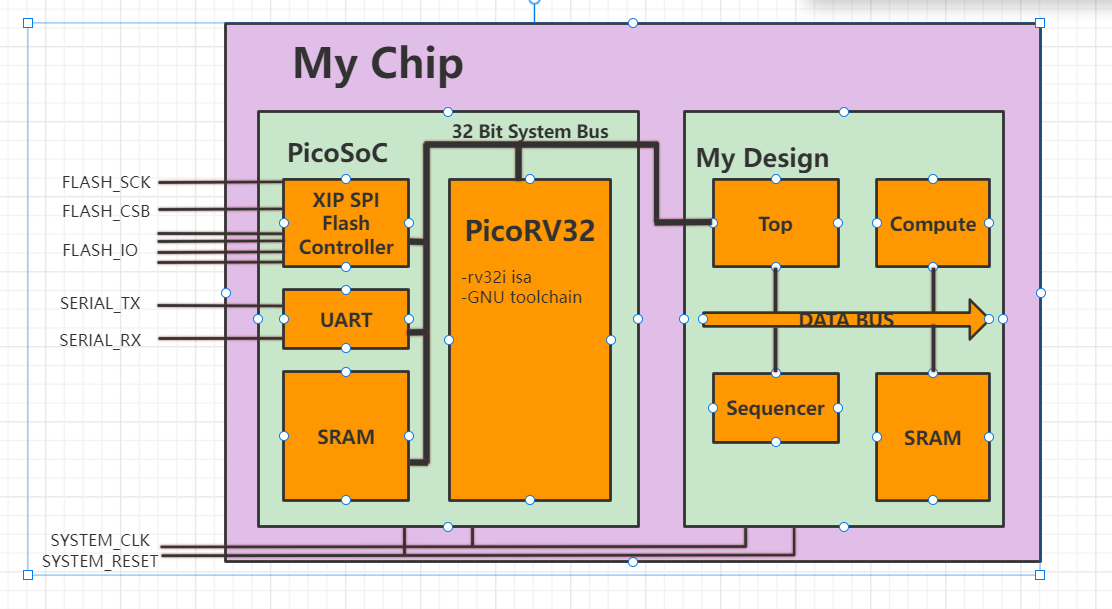 My Chip
32 Bit System Bus
PicoSoC
My Design
FLASH_SCK
FLASH_CSB
FLASH_IO
XIP SPI
Flash
Controller
PicoRV32
-rv32i isa
-GNU toolchain
Top
Compute
SERIAL_TX
SERIAL_RX
UART
DATA BUS
SRAM
Sequencer
SRAM
SYSTEM_CLK
SYSTEM_RESET